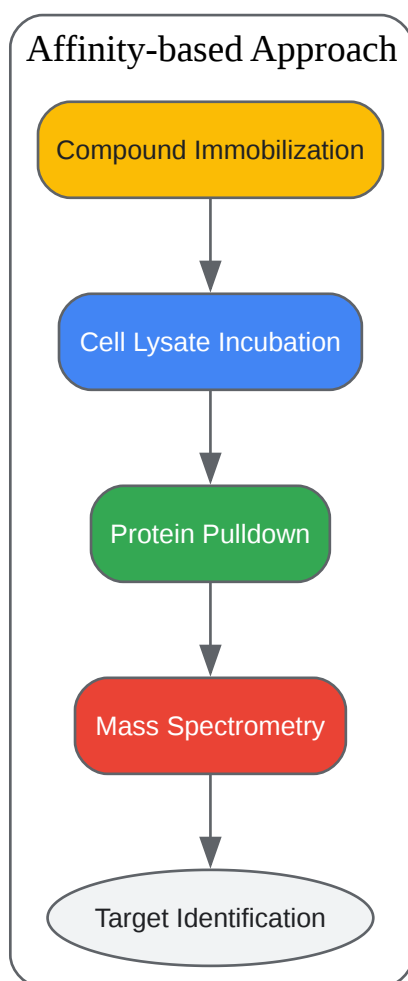 Affinity-based Approach
Compound Immobilization
Cell Lysate Incubation
Protein Pulldown
Mass Spectrometry
Target Identification